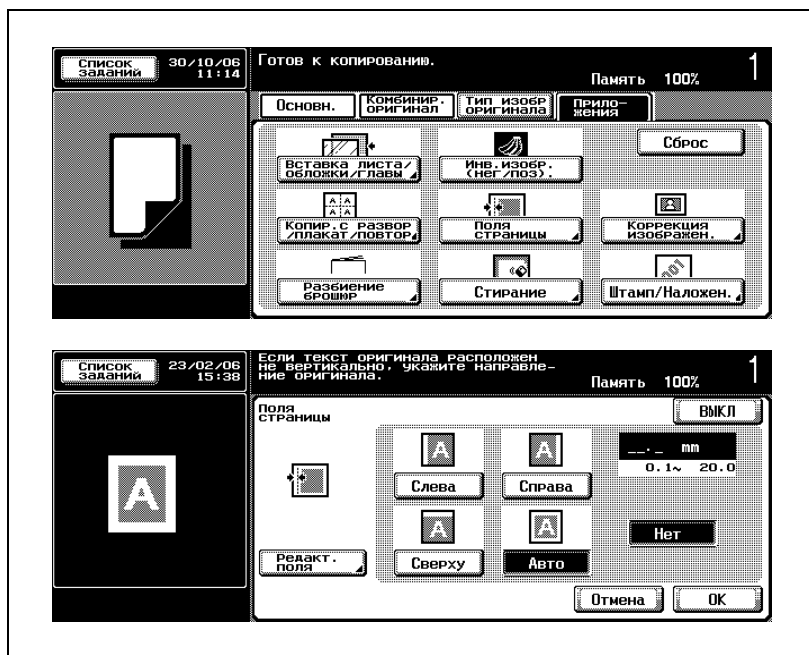 Список
заданий
30/10/06
11:14
Готов к копированию.
Память 100%
1
Основн.
Комбинир.
оригинал
Тип изобр
оригинала
Прило-
жения
Вставка листа/
обложки/главы
Инв.изобр.
(нег/поз).
Сброс
Копир.с развор
/плакат/повтор
Поля
страницы
Коррекция
изображен.
Разбиение
брошюр
Стирание
Штамп/Наложен.
Список
заданий
23/02/06
15:38
Если текст оригинала расположен
не вертикально, укажите направле-
ние оригинала.
Память 100%
1
Поля
страницы
ВЫКЛ
Слева
Справа
__._ mm
0.1~ 20.0
Редакт.
поля
Сверху
Авто
Нет
Отмена
OK